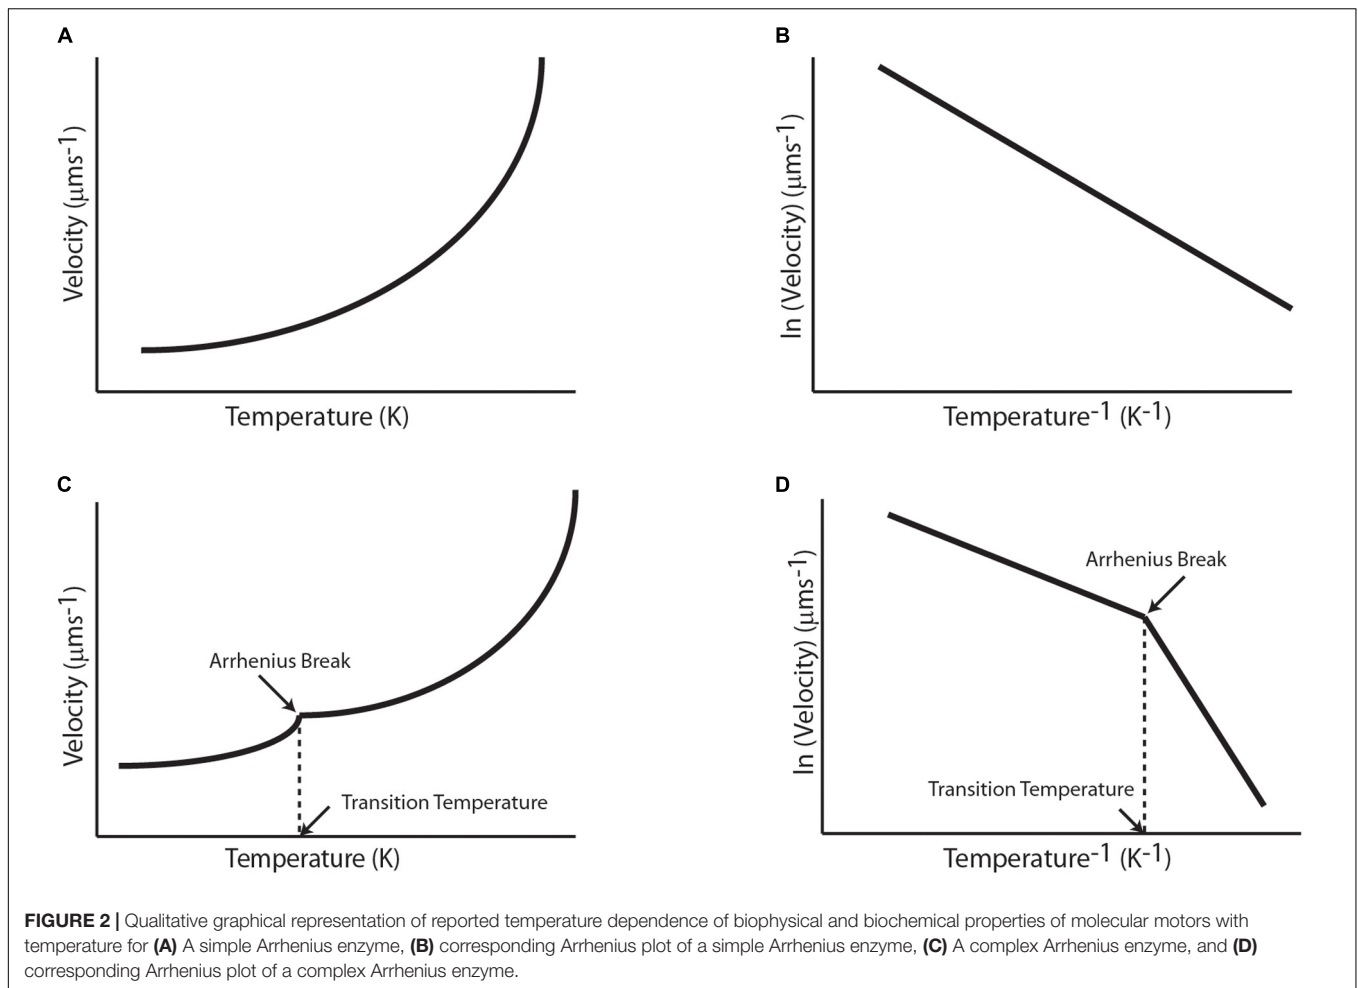 A
Velocity (μms-1)
Temperature (K)
B
ln (Velocity) (μms-1)
Temperature-1 (K-1)
C
Velocity (μms-1)
Arrhenius Break
Transition Temperature
Temperature (K)
D
ln (Velocity) (μms-1)
Arrhenius Break
Transition Temperature
Temperature-1 (K-1)
FIGURE 2 | Qualitative graphical representation of reported temperature dependence of biophysical and biochemical properties of molecular motors with
temperature for (A) A simple Arrhenius enzyme, (B) corresponding Arrhenius plot of a simple Arrhenius enzyme, (C) A complex Arrhenius enzyme, and (D)
corresponding Arrhenius plot of a complex Arrhenius enzyme.